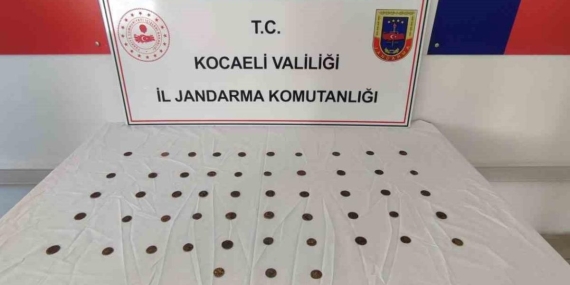 T.C.
KOCAELİ VALİLİĞİ
İL JANDARMA KOMUTANLIĞI